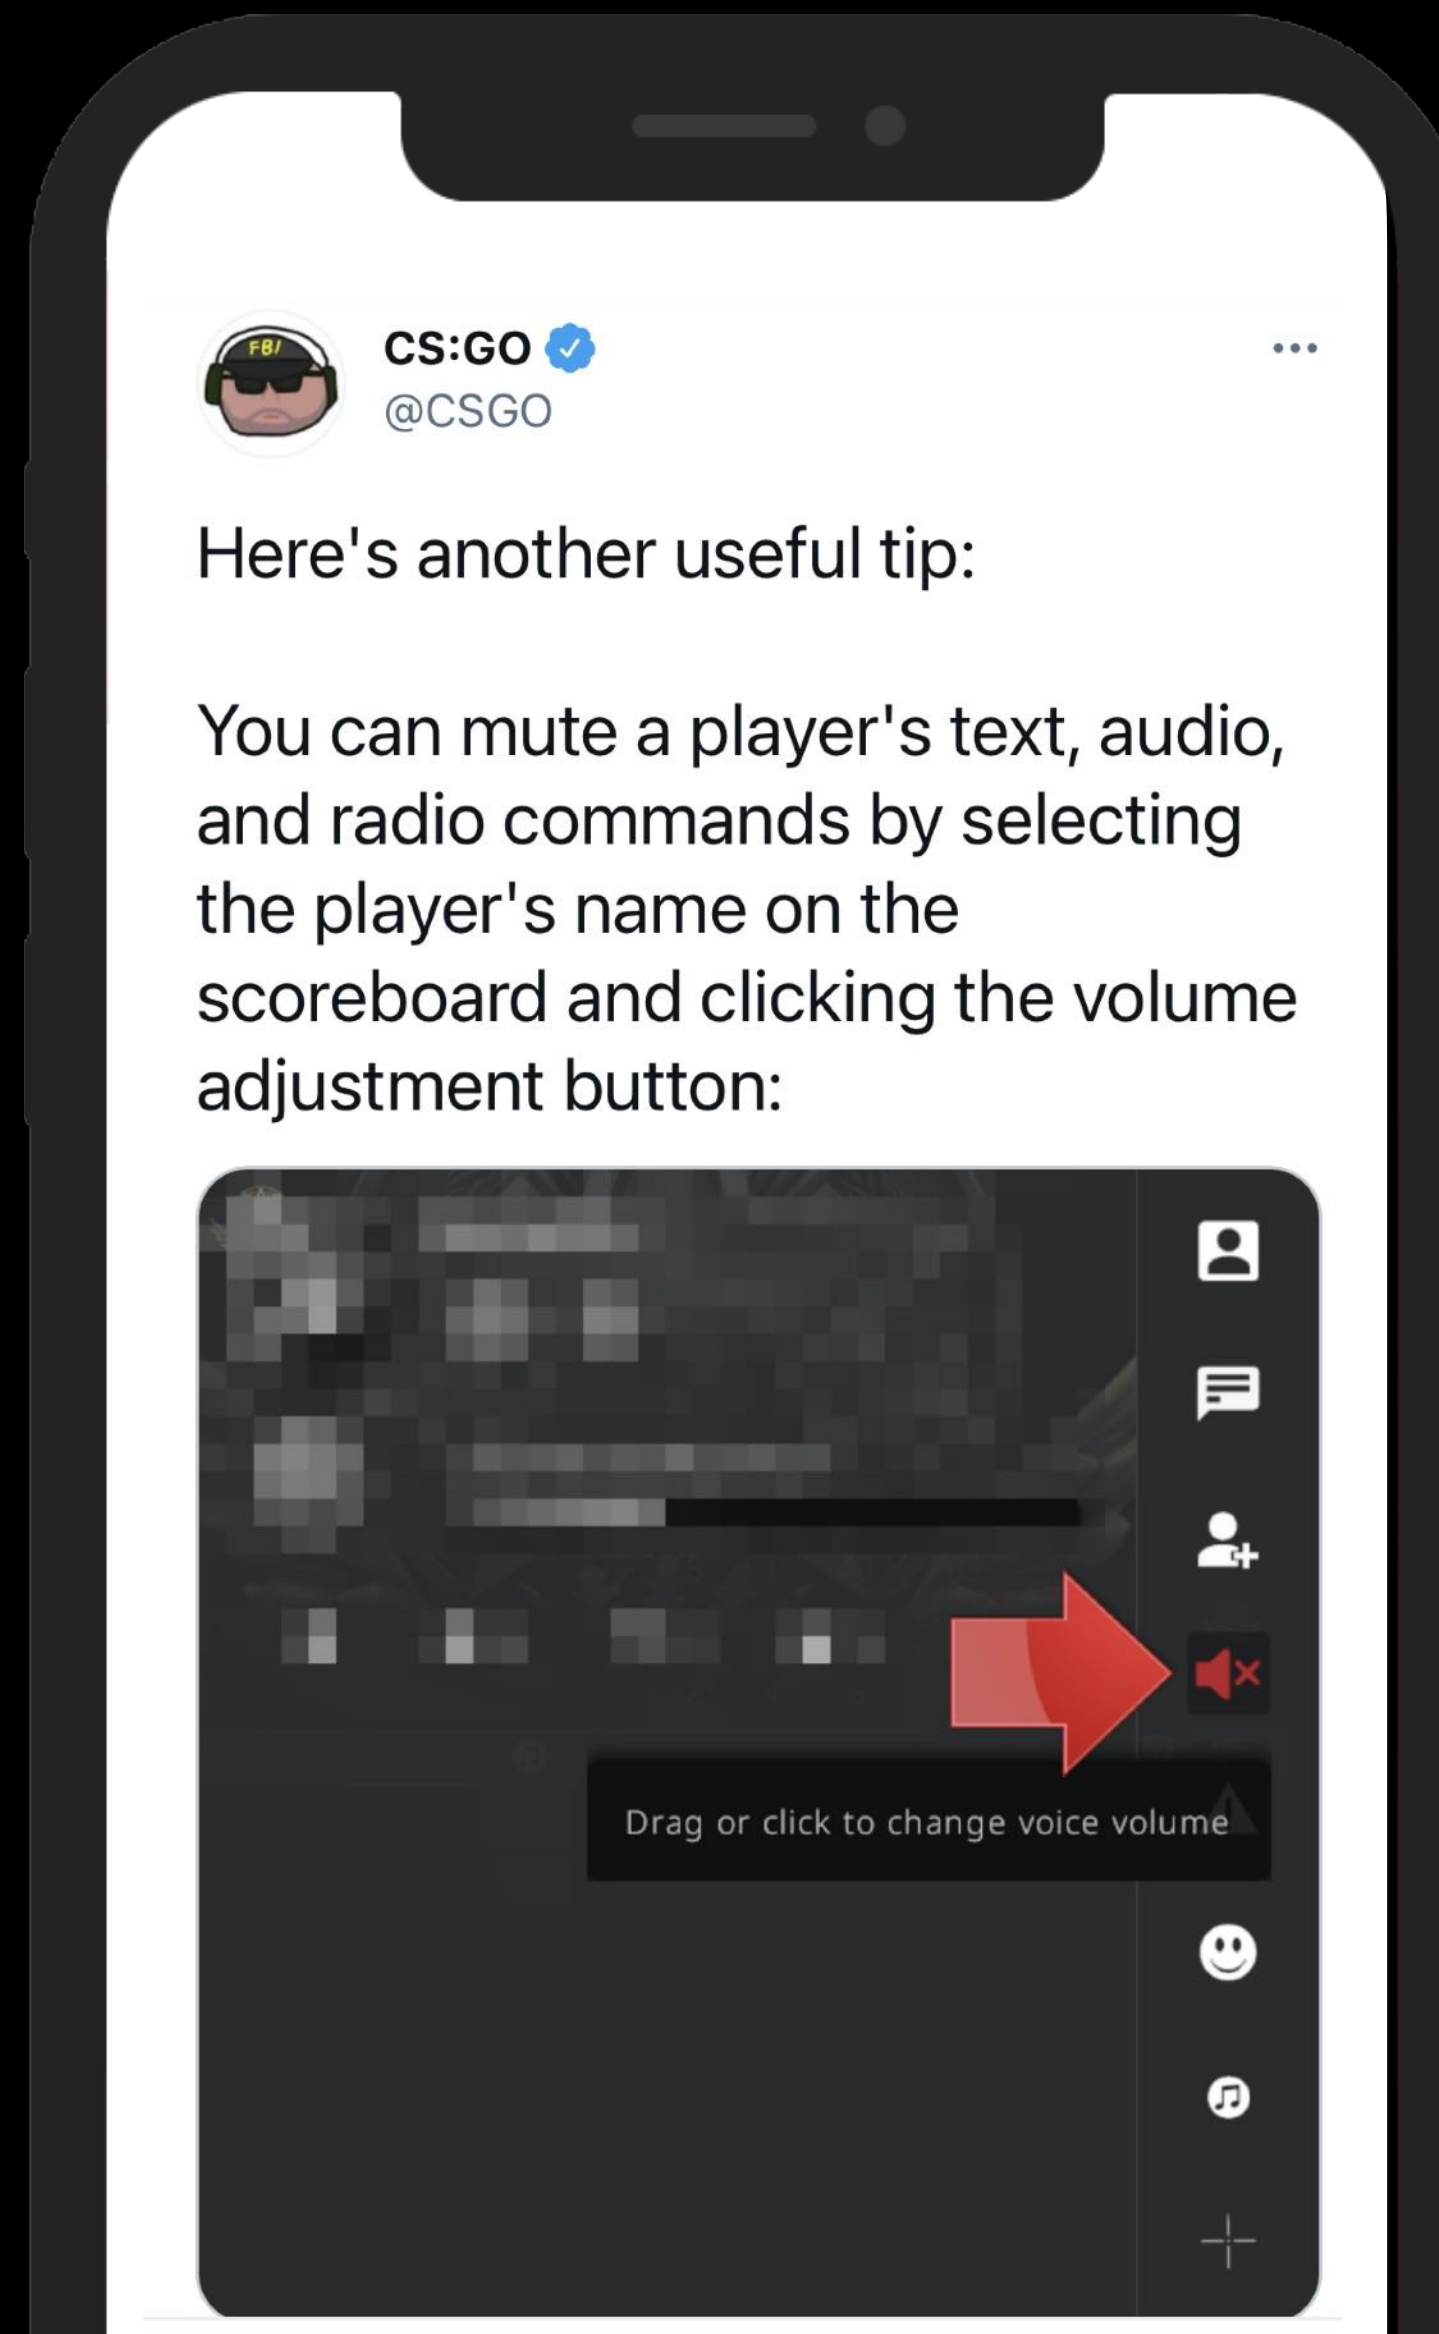 FBI
CS:GO
@CSGO
Here's another useful tip:
You can mute a player's text, audio,
and radio commands by selecting
the player's name on the
scoreboard and clicking the volume
adjustment button:
Drag or click to change voice volume